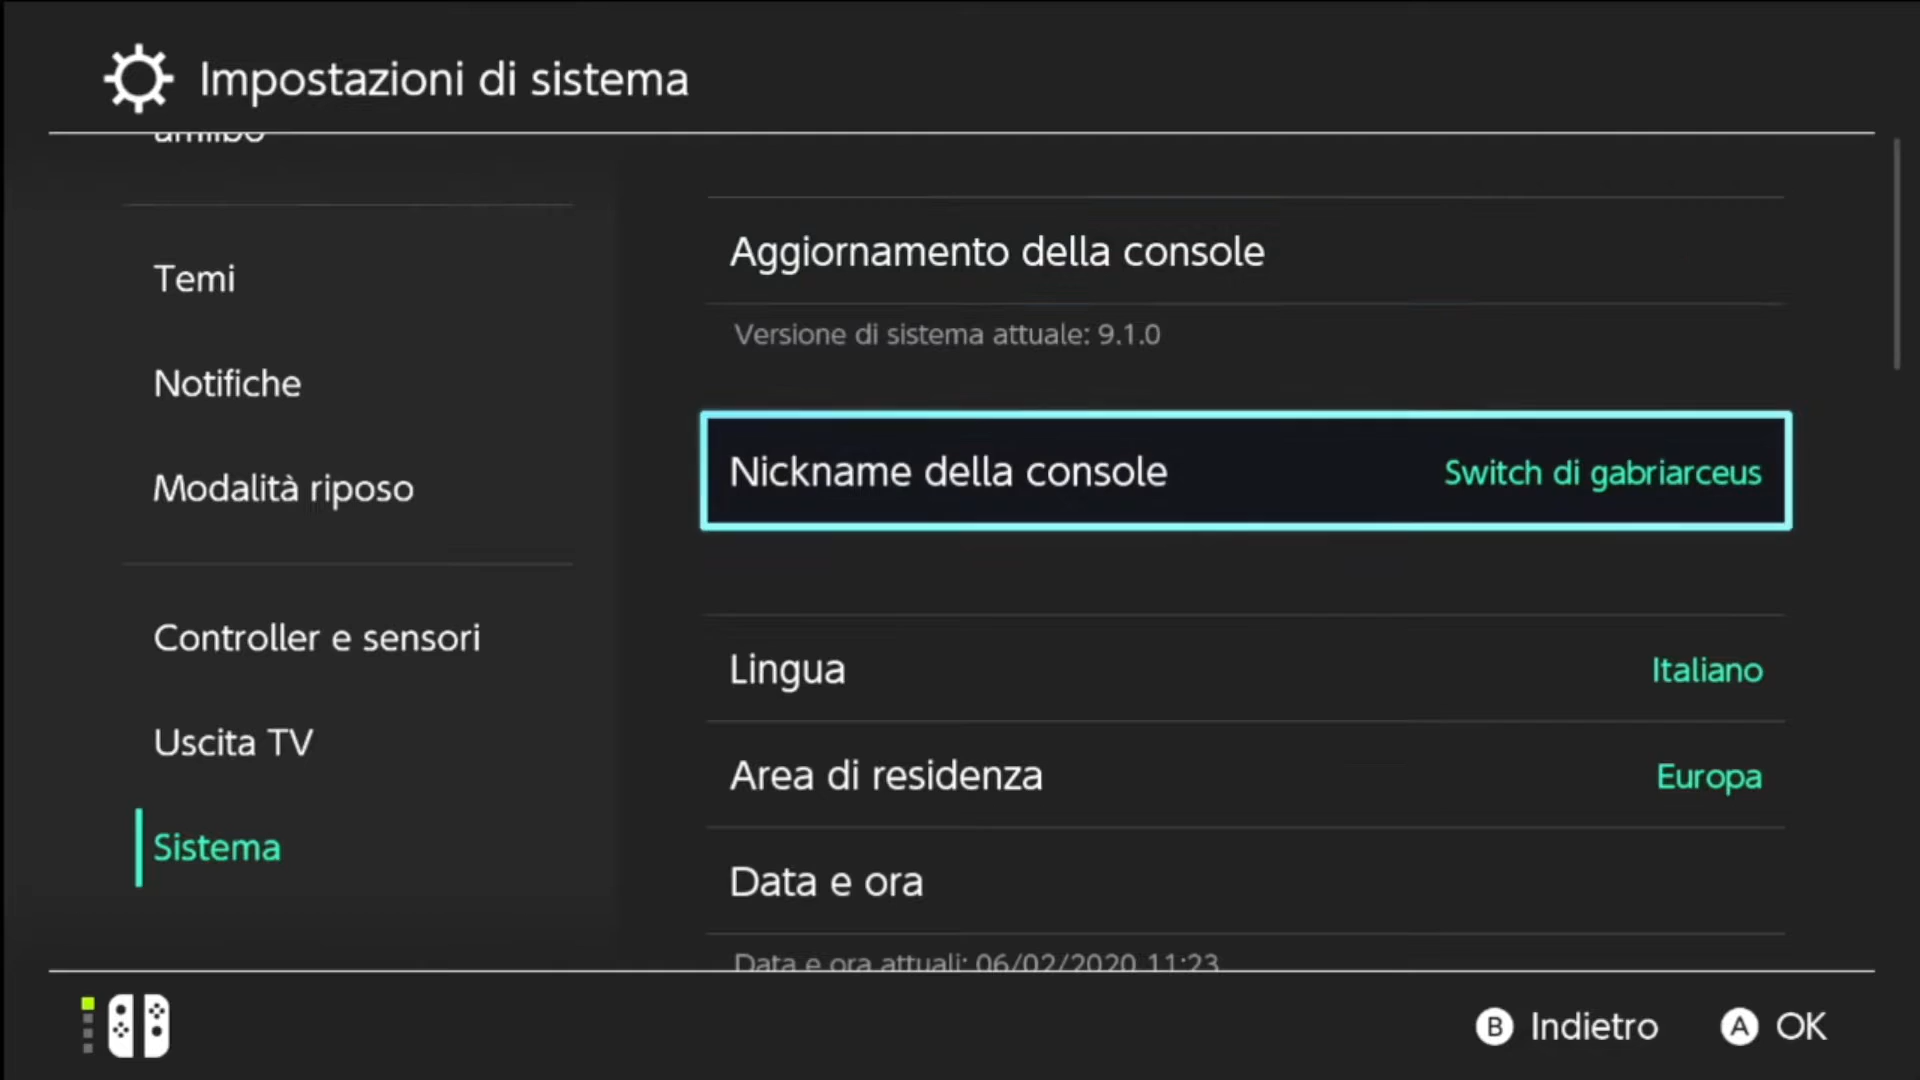 Impostazioni di sistema
amiibo
Temi
Notifiche
Modalità riposo
Controller e sensori
Uscita TV
Sistema
Aggiornamento della console
Versione di sistema attuale: 9.1.0
Nickname della console
Switch di gabriarceus
Lingua
Italiano
Area di residenza
Europa
Data e ora
Data e ora attuali: 06/02/2020 11:23
B Indietro
A OK